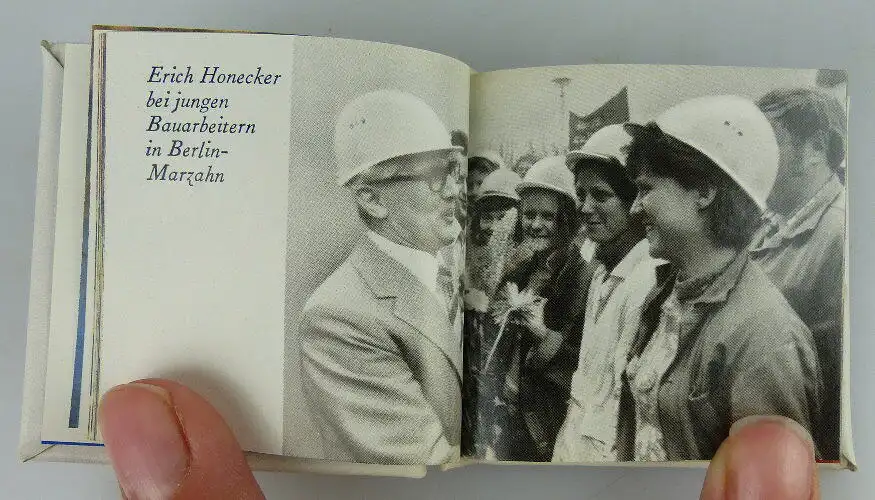 Erich Honecker
bei jungen
Bauarbeitern
in Berlin-
Marzahn